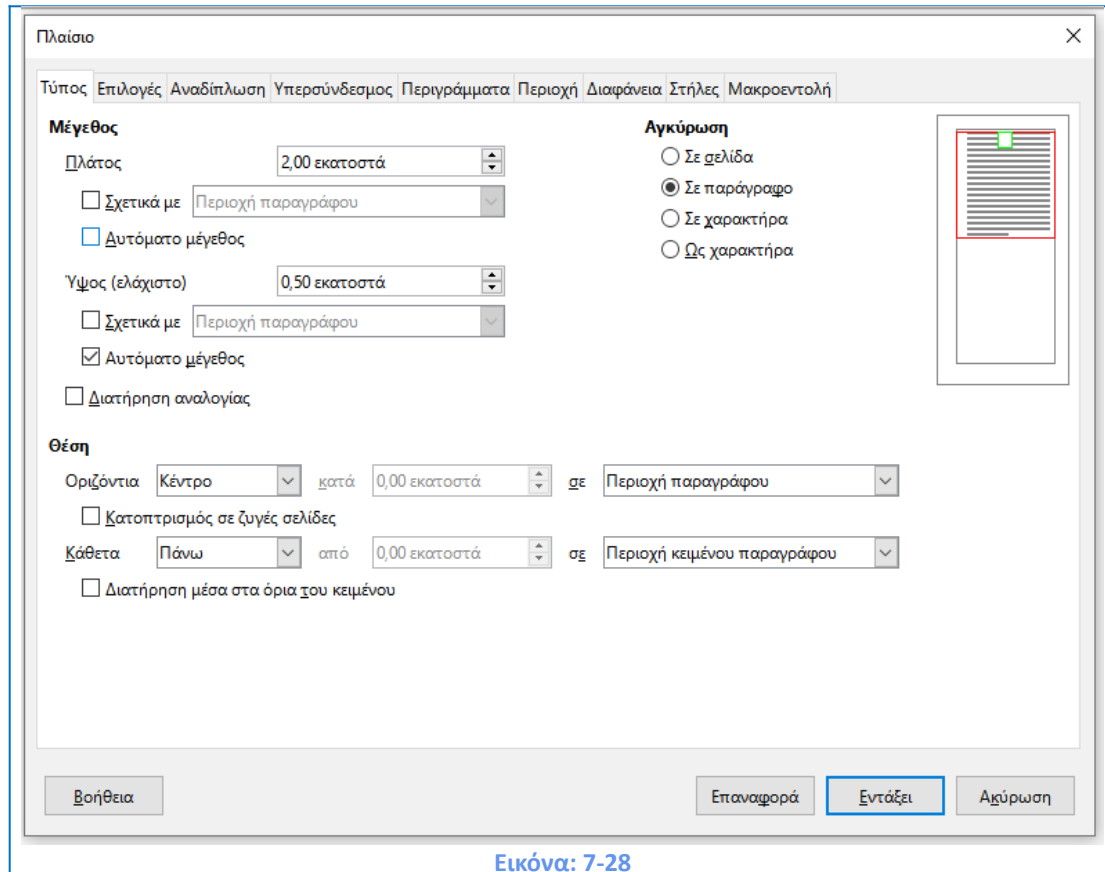 Πλαίσιο
Τύπος Επιλογές Αναδίπλωση Υπερσύνδεσμος Περιγράμματα Περιοχή Διαφάνεια Στήλες Μακροεντολή
Μέγεθος
Πλάτος 2,00 εκατοστά
Σχετικά με Περιοχή παραγράφου
Αυτόματο μέγεθος
Ύψος (ελάχιστο) 0,50 εκατοστά
Σχετικά με Περιοχή παραγράφου
Αυτόματο μέγεθος
Διατήρηση αναλογίας
Αγκύρωση
Σε σελίδα
Σε παράγραφο
Σε χαρακτήρα
Ως χαρακτήρα
Θέση
Οριζόντια Κέντρο κατά 0,00 εκατοστά σε Περιοχή παραγράφου
Κατοπτρισμός σε ζυγές σελίδες
Κάθετα Πάνω από 0,00 εκατοστά σε Περιοχή κειμένου παραγράφου
Διατήρηση μέσα στα όρια του κειμένου
Βοήθεια Επαναφορά Εντάξει Ακύρωση
Εικόνα: 7-28